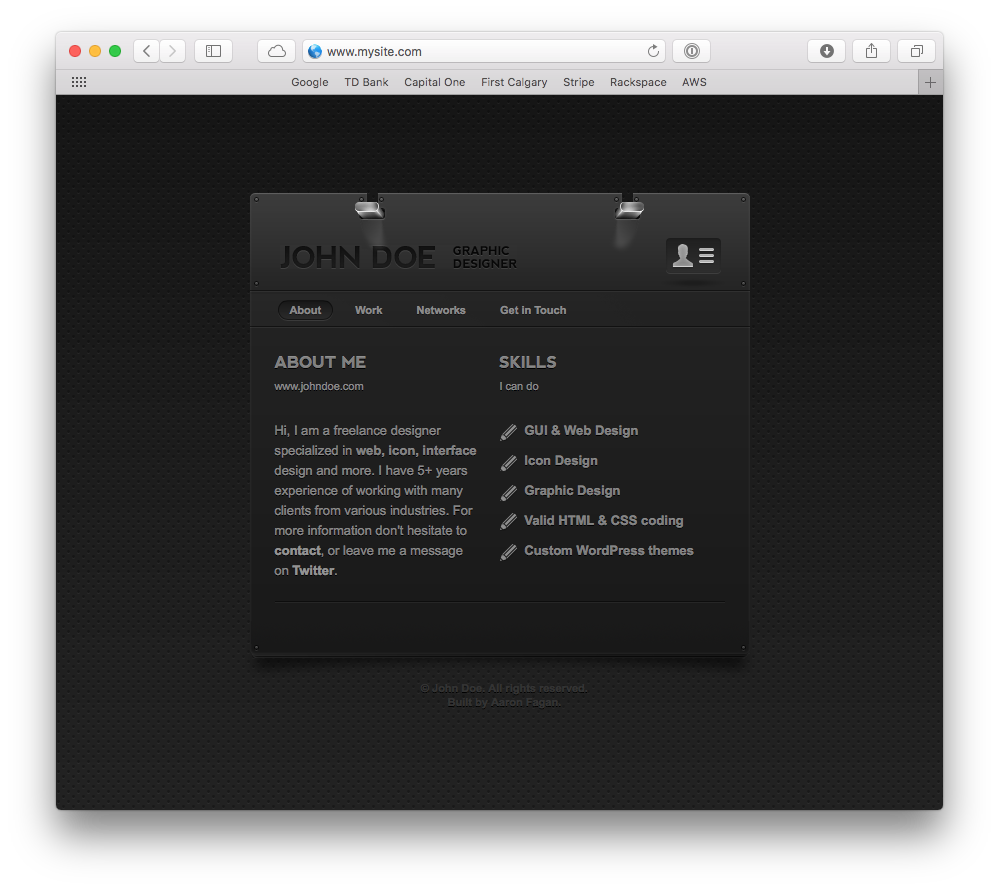 www.mysite.com
Google TD Bank Capital One First Calgary Stripe Rackspace AWS
JOHN DOE
GRAPHIC
DESIGNER
About Work Networks Get In Touch
ABOUT ME
www.johndoe.com
Hi, I am a freelance designer
specialized in web, icon, interface
design and more. I have 5+ years
experience of working with many
clients from various industries. For
more information don't hesitate to
contact, or leave me a message
on Twitter.
SKILLS
I can do
GUI & Web Design
Icon Design
Graphic Design
Valid HTML & CSS coding
Custom WordPress themes
© John Doe. All rights reserved.
Built by Aaron Fagan.